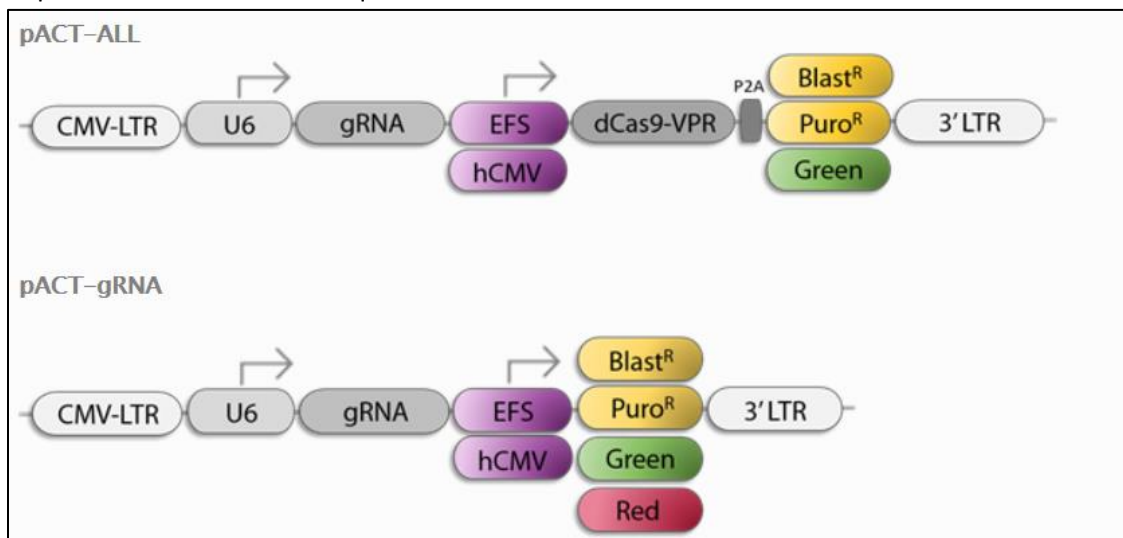 pACT-ALL
CMV-LTR U6 gRNA EFS dCas9-VPR P2A Blastᴿ
Puroᴿ 3' LTR
hCMV Green
pACT-gRNA
Blastᴿ
CMV-LTR U6 gRNA EFS Puroᴿ 3' LTR
hCMV Green
Red